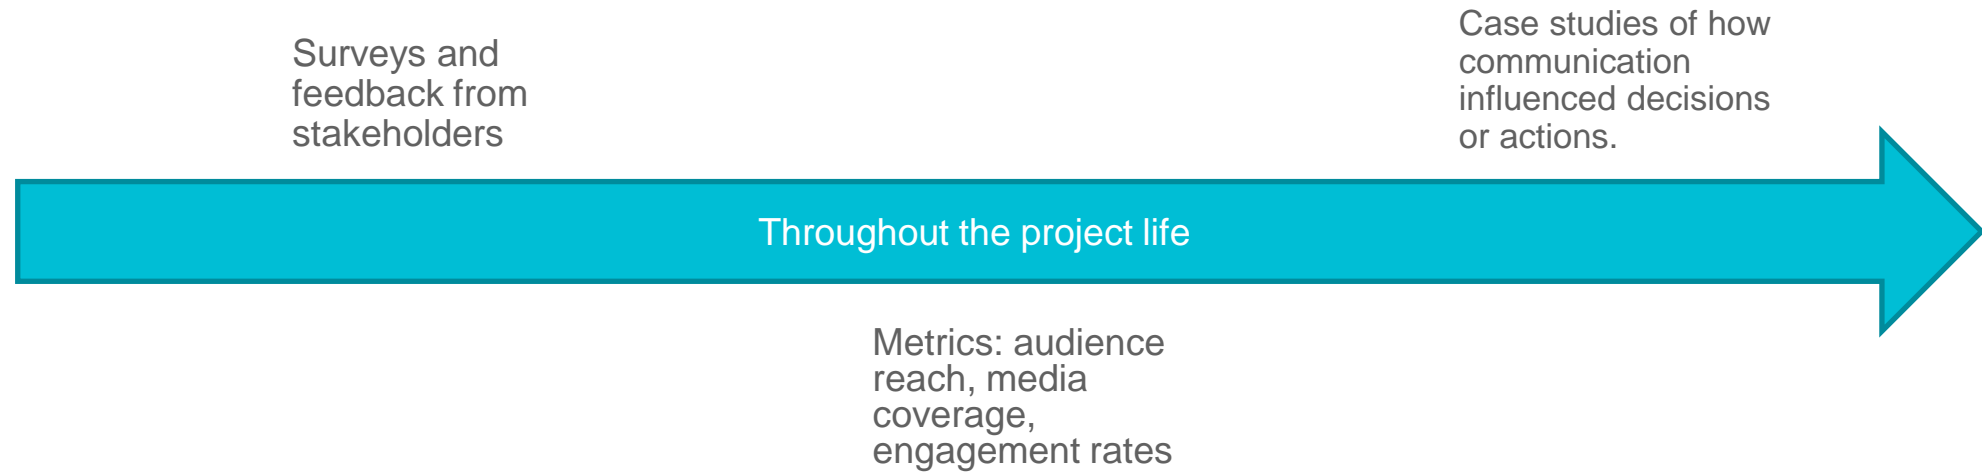 Surveys and
feedback from
stakeholders
Case studies of how
communication
influenced decisions
or actions.
Throughout the project life
Metrics: audience
reach, media
coverage,
engagement rates